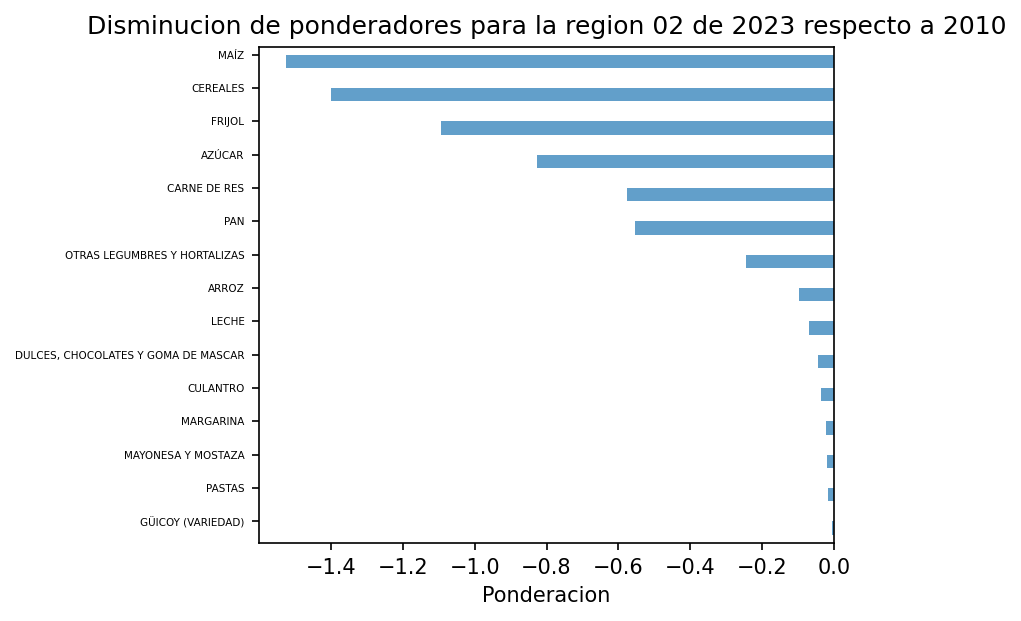 Disminucion de ponderadores para la region 02 de 2023 respecto a 2010
MAÍZ
CEREALES
FRIJOL
AZÚCAR
CARNE DE RES
PAN
OTRAS LEGUMBRES Y HORTALIZAS
ARROZ
LECHE
DULCES, CHOCOLATES Y GOMA DE MASCAR
CULANTRO
MARGARINA
MAYONESA Y MOSTAZA
PASTAS
GÜICOY (VARIEDAD)
−1.4 −1.2 −1.0 −0.8 −0.6 −0.4 −0.2 0.0
Ponderacion